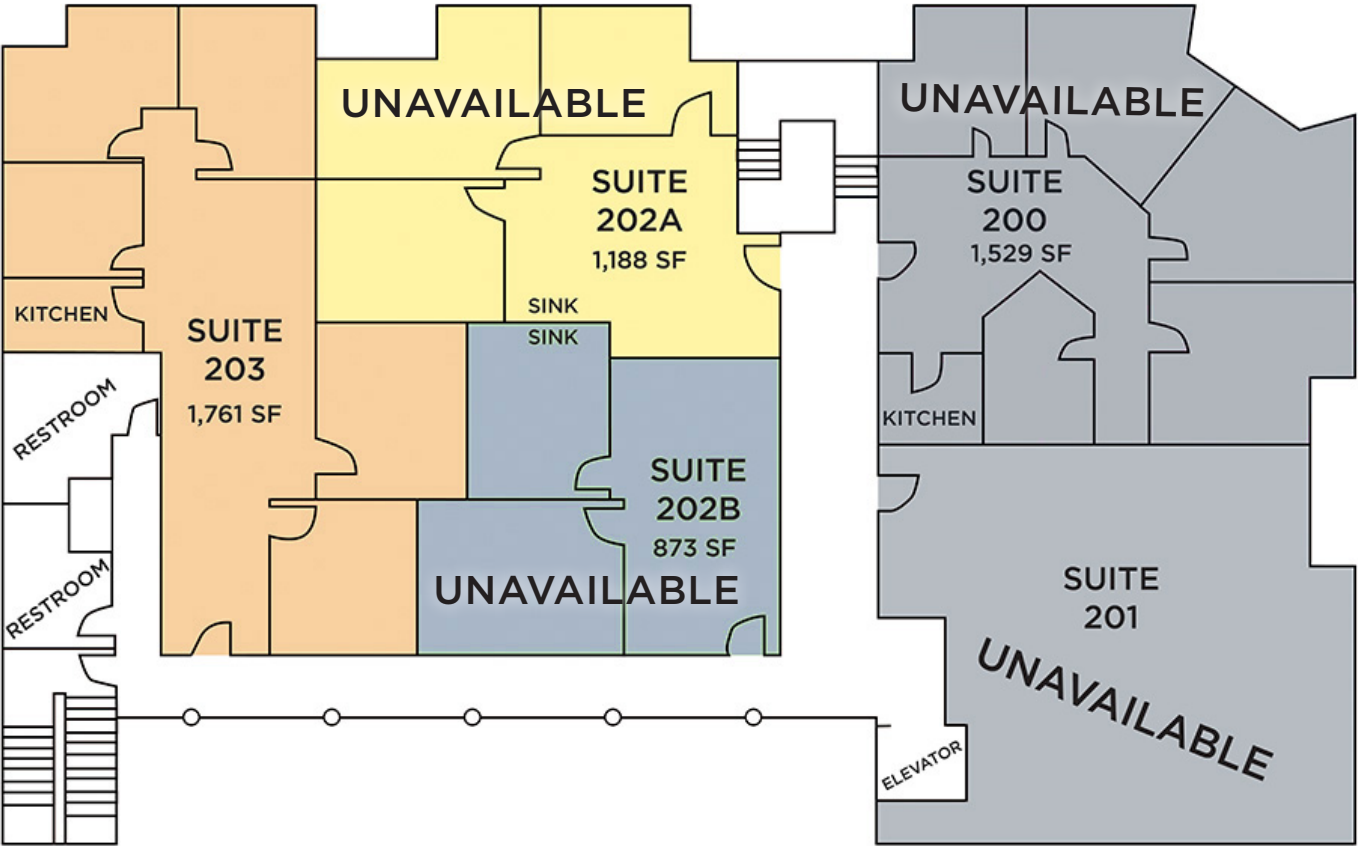 UNAVAILABLE
SUITE
202A
1,188 SF
SINK
SINK
KITCHEN
SUITE
203
1,761 SF
RESTROOM
RESTROOM
SUITE
202B
873 SF
UNAVAILABLE
UNAVAILABLE
SUITE
200
1,529 SF
KITCHEN
SUITE
201
UNAVAILABLE
ELEVATOR